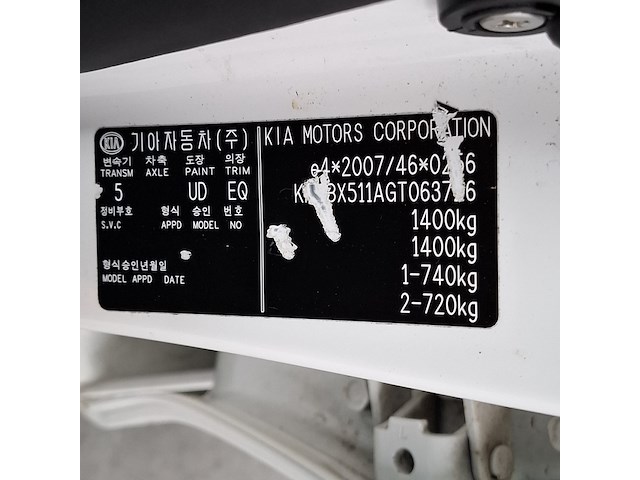 KIA 기아자동차(주)
변속기 차축 도장 의장
TRANSM AXLE PAINT TRIM
5 UD EQ
정비부호 형식 승인 번호
S.V.C APPD MODEL NO
형식승인년월일
MODEL APPD DATE
KIA MOTORS CORPORATION
1400kg
1400kg
1-740kg
2-720kg